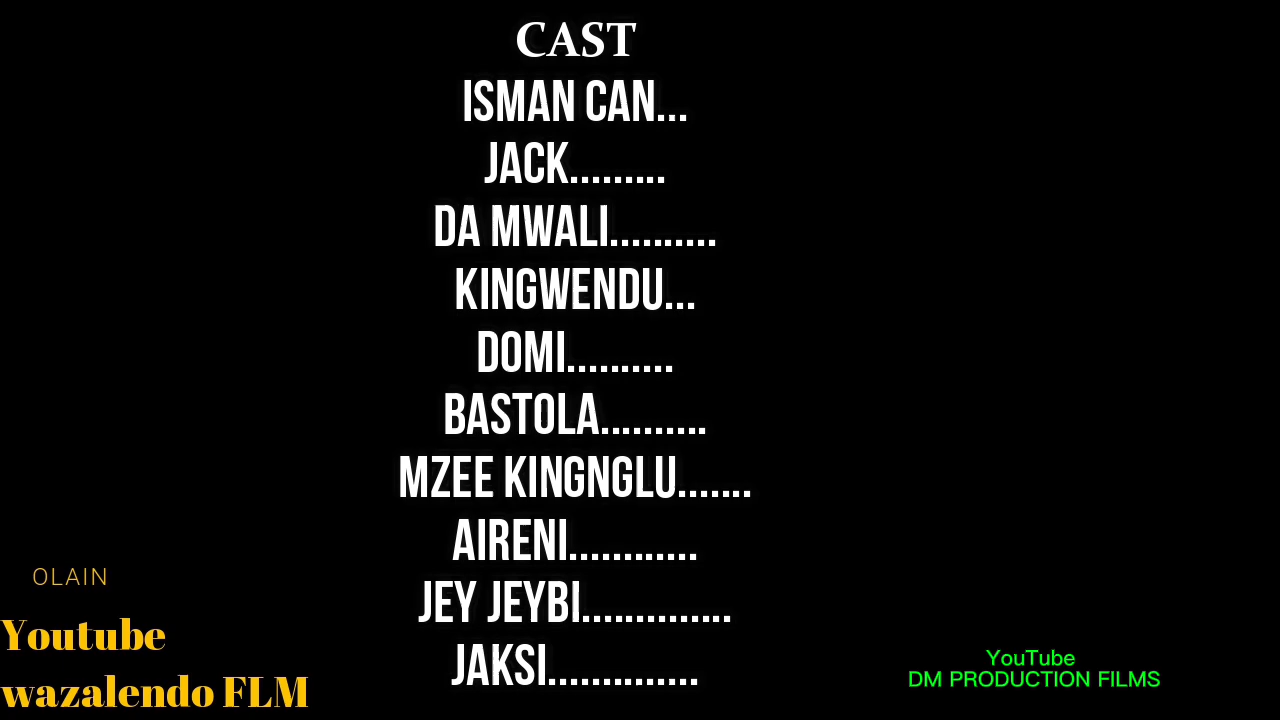 CAST
ISMAN CAN...
JACK.........
DA MWALI..........
KINGWENDU...
DOMI..........
BASTOLA..........
MZEE KINGNGLU.......
AIRENI............
JEY JEYBI..............
JAKSI..............
OLAIN
Youtube
wazalendo FLM
YouTube
DM PRODUCTION FILMS